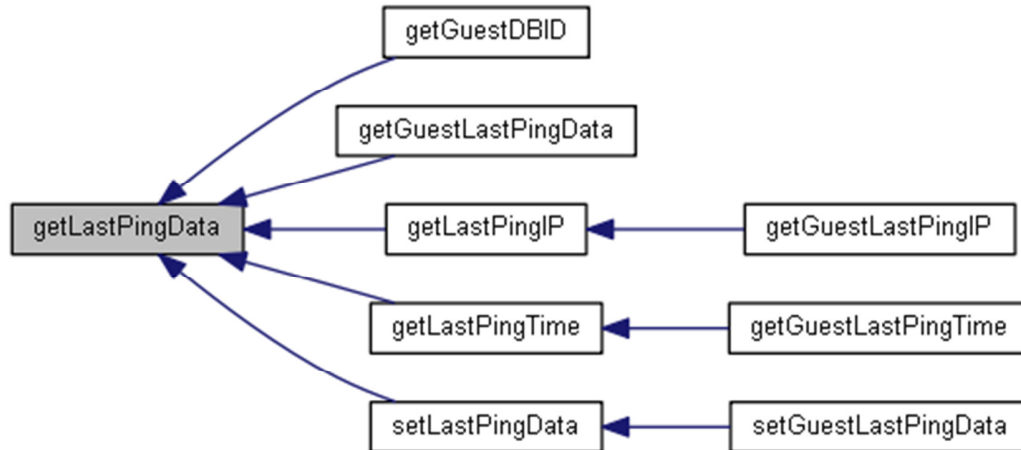 getGuestDBID
getGuestLastPingData
getLastPingData
getLastPingIP
getGuestLastPingIP
getLastPingTime
getGuestLastPingTime
setLastPingData
setGuestLastPingData